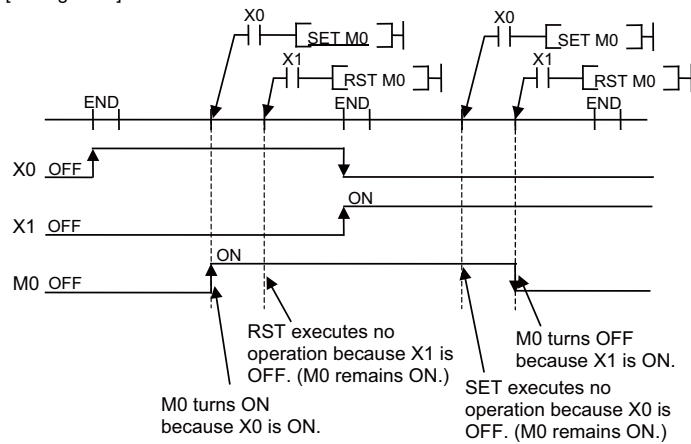 X0
SET M0
X1
RST M0
X0
SET M0
X1
RST M0
END
END
END
X0 OFF
X1 OFF
ON
M0 OFF
ON
RST executes no
operation because X1 is
OFF. (M0 remains ON.)
M0 turns ON
because X0 is ON.
M0 turns OFF
because X1 is ON.
SET executes no
operation because X0 is
OFF. (M0 remains ON.)